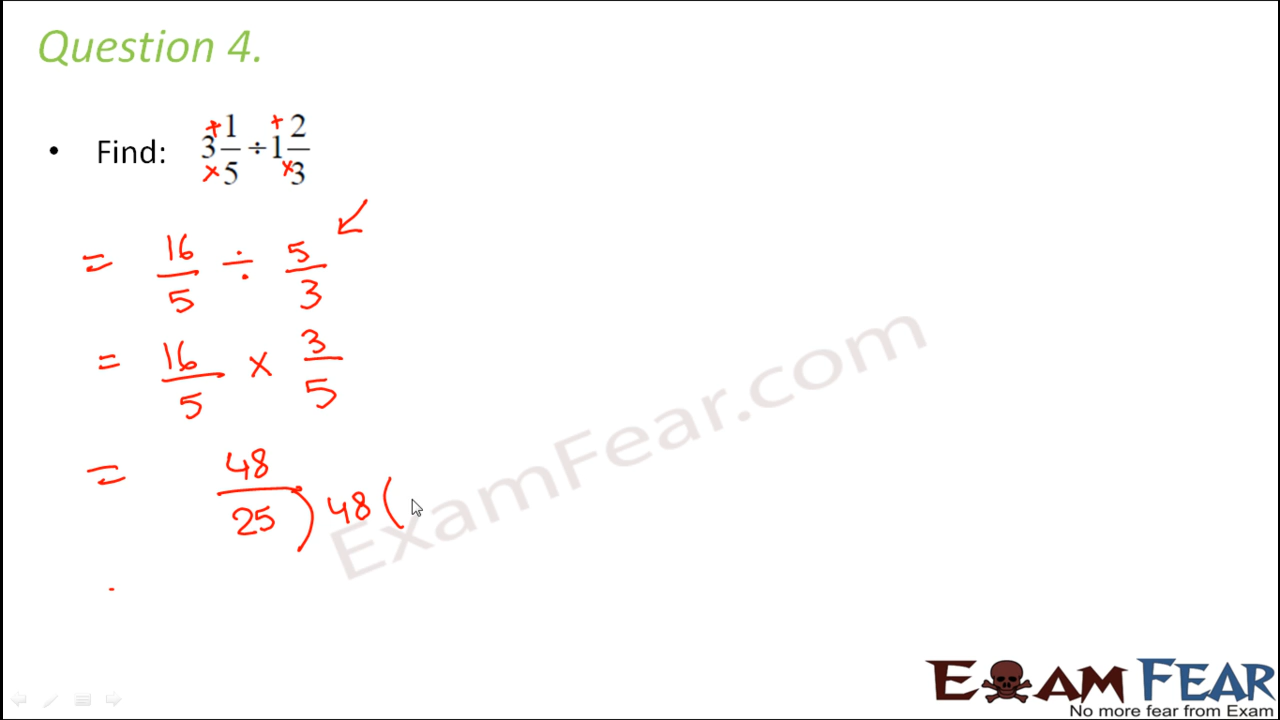 Question 4.
• Find: 3 1/5 ÷ 1 2/3
= 16/5 ÷ 5/3
= 16/5 × 3/5
= 48/25 ) 48 (
ExamFear.com
EXAM FEAR
No more fear from Exam